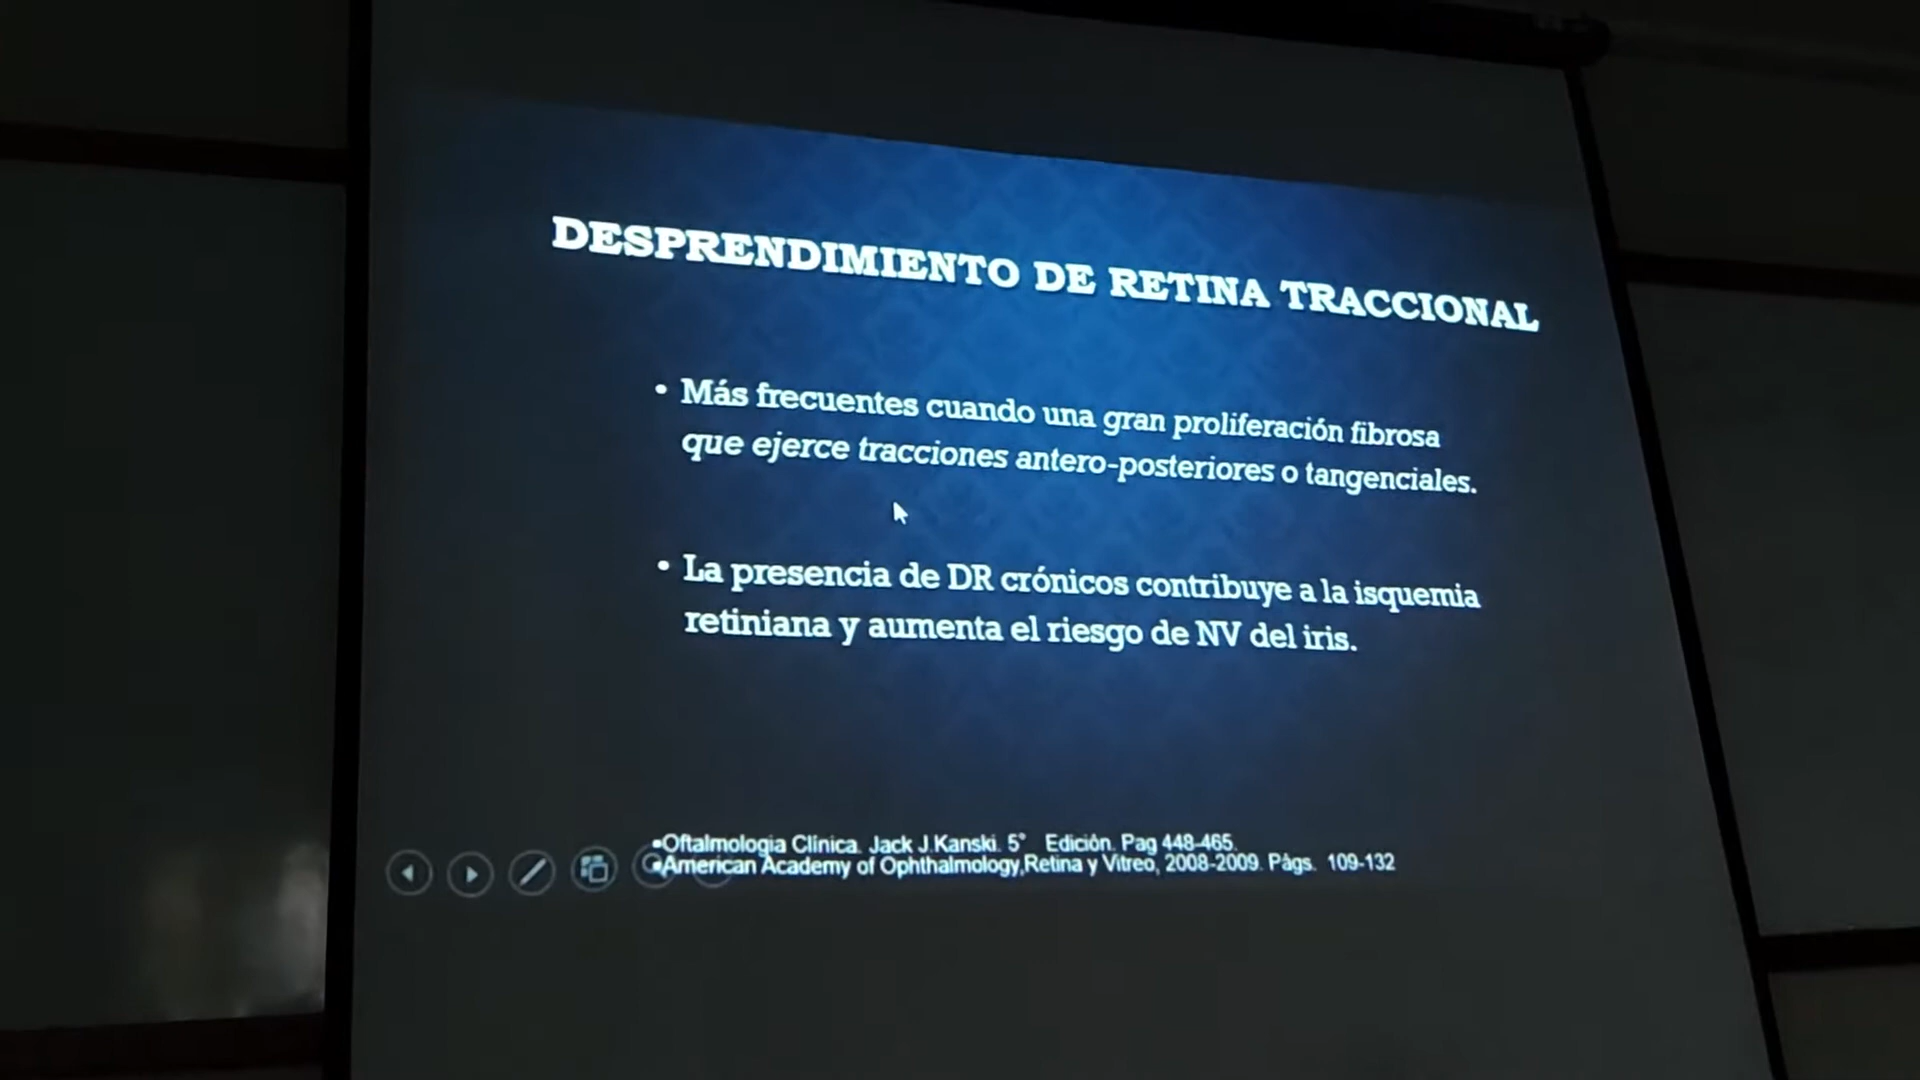 DESPRENDIMIENTO DE RETINA TRACCIONAL
• Más frecuentes cuando una gran proliferación fibrosa
que ejerce tracciones antero-posteriores o tangenciales.
• La presencia de DR crónicos contribuye a la isquemia
retiniana y aumenta el riesgo de NV del iris.
•Oftalmologia Clínica. Jack J.Kanski. 5° Edición. Pag 448-465.
•American Academy of Ophthalmology,Retina y Vitreo, 2008-2009. Págs. 109-132